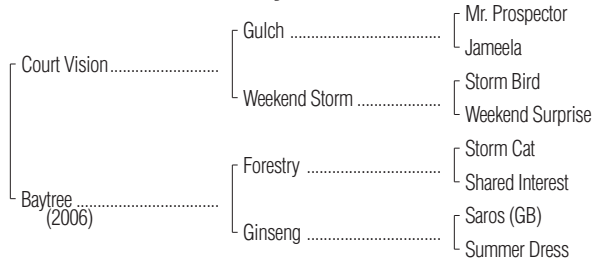 Mr. Prospector
Gulch ..............................
Jameela
Court Vision......................
Storm Bird
Weekend Storm ................
Weekend Surprise
Storm Cat
Forestry ...........................
Shared Interest
Baytree .............................
(2006)
Saros (GB)
Ginseng ...........................
Summer Dress